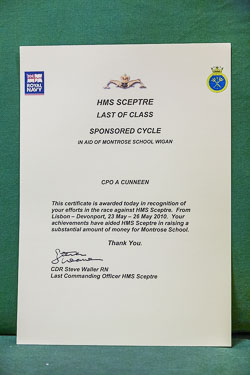 ROYAL
NAVY
HMS SCEPTRE
LAST OF CLASS
SPONSORED CYCLE
IN AID OF MONTROSE SCHOOL WIGAN
CPO A CUNNEEN
This certificate is awarded today in recognition of
your efforts in the race against HMS Sceptre. From
Lisbon – Devonport, 23 May – 26 May 2010. Your
achievements have aided HMS Sceptre in raising a
substantial amount of money for Montrose School.
Thank You.
CDR Steve Waller RN
Last Commanding Officer HMS Sceptre